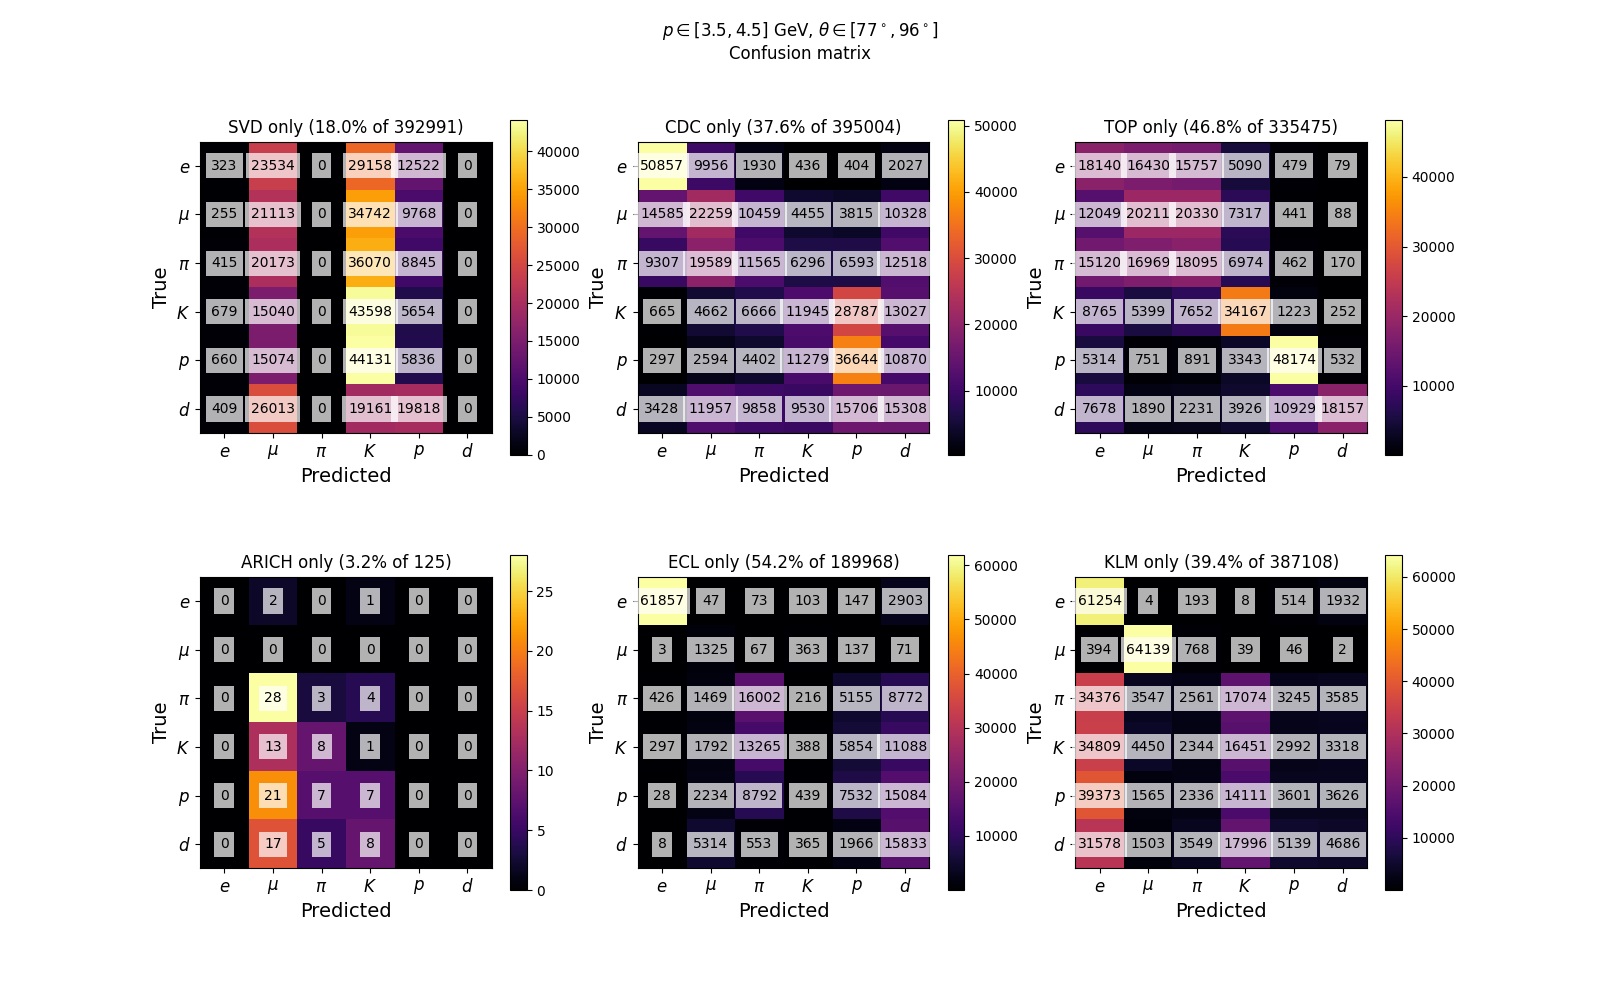 p ∈ [3.5, 4.5] GeV, θ ∈ [77°, 96°]
Confusion matrix
SVD only (18.0% of 392991)
True
e 323 23534 0 29158 12522 0
μ 255 21113 0 34742 9768 0
π 415 20173 0 36070 8845 0
K 679 15040 0 43598 5654 0
p 660 15074 0 44131 5836 0
d 409 26013 0 19161 19818 0
e μ π K p d
Predicted
40000
35000
30000
25000
20000
15000
10000
5000
0
CDC only (37.6% of 395004)
True
e 50857 9956 1930 436 404 2027
μ 14585 22259 10459 4455 3815 10328
π 9307 19589 11565 6296 6593 12518
K 665 4662 6666 11945 28787 13027
p 297 2594 4402 11279 36644 10870
d 3428 11957 9858 9530 15706 15308
e μ π K p d
Predicted
50000
40000
30000
20000
10000
TOP only (46.8% of 335475)
True
e 18140 16430 15757 5090 479 79
μ 12049 20211 20330 7317 441 88
π 15120 16969 18095 6974 462 170
K 8765 5399 7652 34167 1223 252
p 5314 751 891 3343 48174 532
d 7678 1890 2231 3926 10929 18157
e μ π K p d
Predicted
40000
30000
20000
10000
ARICH only (3.2% of 125)
True
e 0 2 0 1 0 0
μ 0 0 0 0 0 0
π 0 28 3 4 0 0
K 0 13 8 1 0 0
p 0 21 7 7 0 0
d 0 17 5 8 0 0
e μ π K p d
Predicted
25
20
15
10
5
0
ECL only (54.2% of 189968)
True
e 61857 47 73 103 147 2903
μ 3 1325 67 363 137 71
π 426 1469 16002 216 5155 8772
K 297 1792 13265 388 5854 11088
p 28 2234 8792 439 7532 15084
d 8 5314 553 365 1966 15833
e μ π K p d
Predicted
60000
50000
40000
30000
20000
10000
KLM only (39.4% of 387108)
True
e 61254 4 193 8 514 1932
μ 394 64139 768 39 46 2
π 34376 3547 2561 17074 3245 3585
K 34809 4450 2344 16451 2992 3318
p 39373 1565 2336 14111 3601 3626
d 31578 1503 3549 17996 5139 4686
e μ π K p d
Predicted
60000
50000
40000
30000
20000
10000